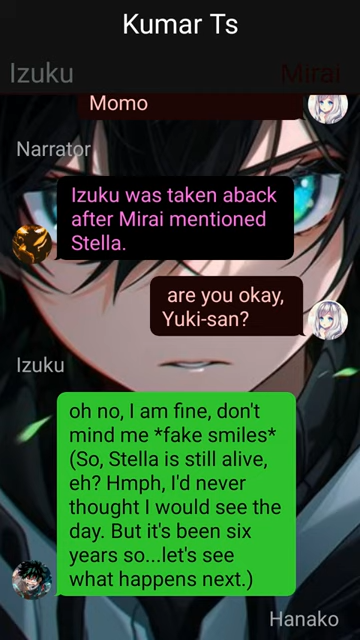 Kumar Ts
Izuku
Mirai
Momo
Narrator
Izuku was taken aback
after Mirai mentioned
Stella.
are you okay,
Yuki-san?
Izuku
oh no, I am fine, don't
mind me *fake smiles*
(So, Stella is still alive,
eh? Hmph, I'd never
thought I would see the
day. But it's been six
years so...let's see
what happens next.)
Hanako